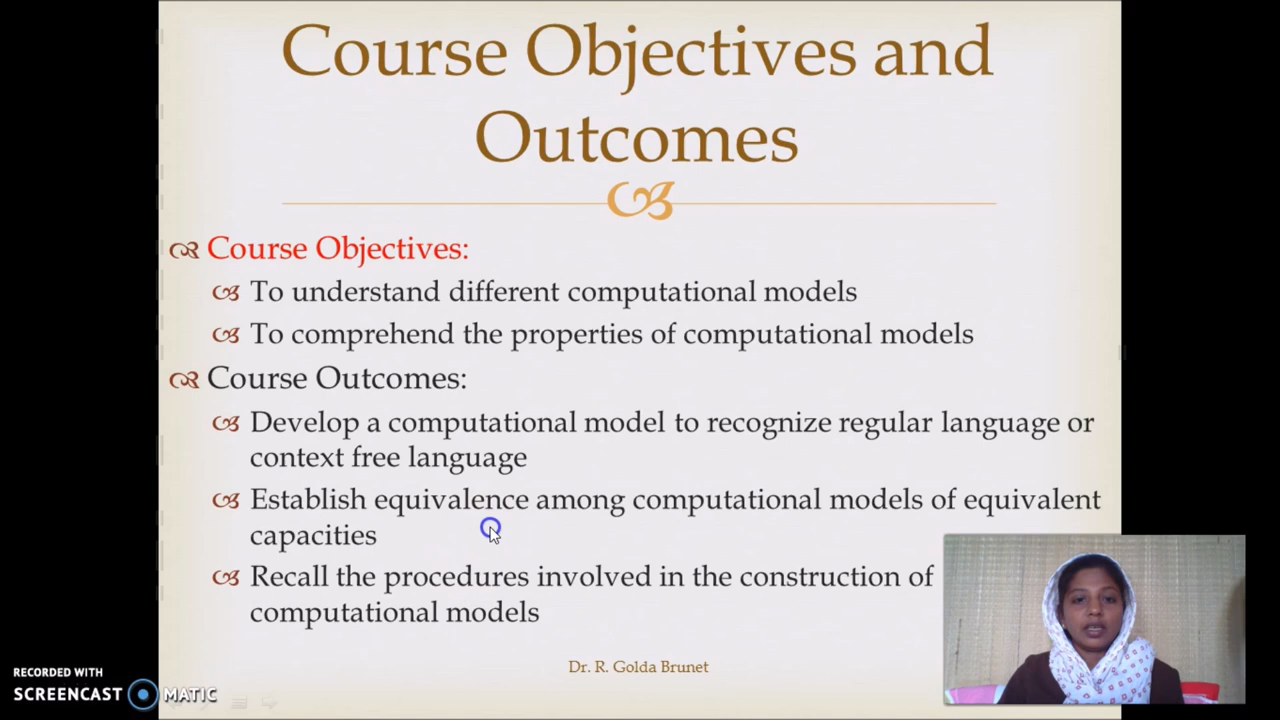 Course Objectives and
Outcomes
Course Objectives:
To understand different computational models
To comprehend the properties of computational models
Course Outcomes:
Develop a computational model to recognize regular language or
context free language
Establish equivalence among computational models of equivalent
capacities
Recall the procedures involved in the construction of
computational models
Dr. R. Golda Brunet
RECORDED WITH
SCREENCAST MATIC